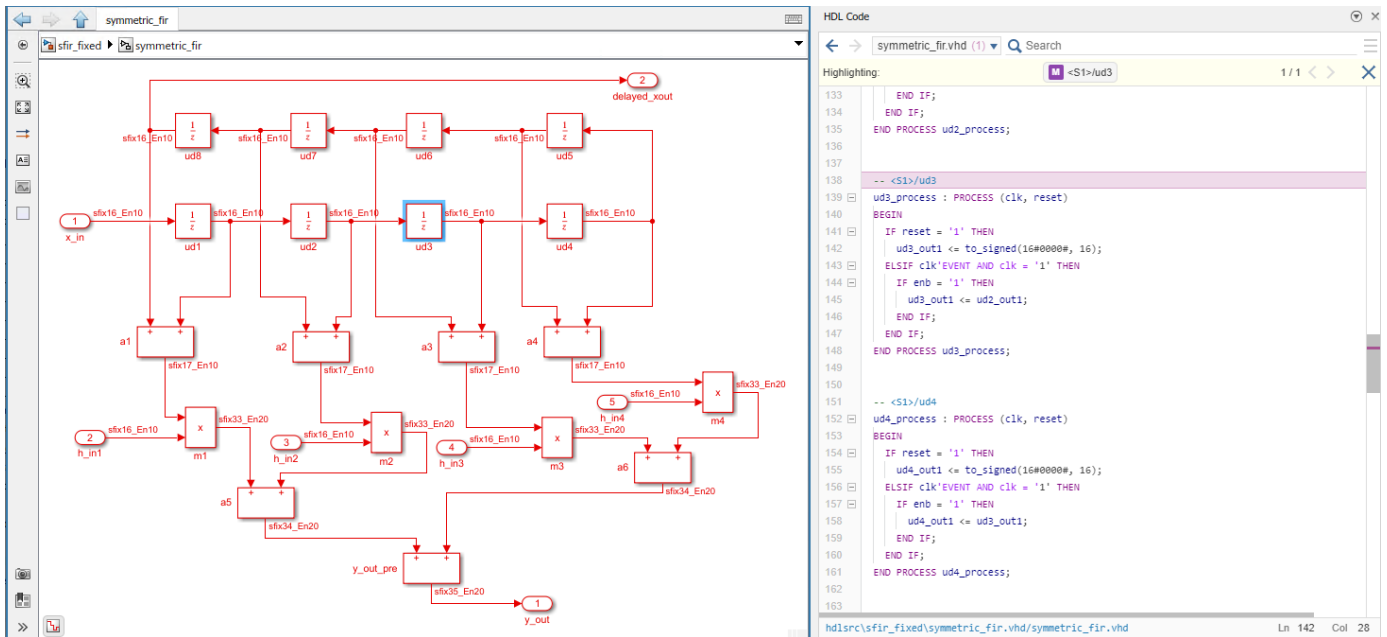 symmetric_fir
sfir_fixed symmetric_fir
2
delayed_xout
sfix16_En10 1/z sfix16_En10 1/z sfix16_En10 1/z sfix16_En10 1/z
ud8 ud7 ud6 ud5
1 sfix16_En10 1/z sfix16_En10 1/z sfix16_En10 1/z sfix16_En10 1/z sfix16_En10
x_in ud1 ud2 ud3 ud4
+ + + + + + + +
a1 a2 a3 a4
sfix17_En10 sfix17_En10 sfix17_En10 sfix17_En10
5 sfix16_En10 x sfix33_En20
h_in4 m4
2 sfix16_En10 x sfix33_En20
h_in1 m1
3 sfix16_En10 x sfix33_En20
h_in2 m2
4 sfix16_En10 x sfix33_En20
h_in3 m3
+ +
a6
sfix34_En20
+ +
a5
sfix34_En20
+ +
y_out_pre
sfix35_En20
1
y_out
HDL Code
symmetric_fir.vhd (1) Search
Highlighting: M <S1>/ud3 1 / 1
133 END IF;
134 END IF;
135 END PROCESS ud2_process;
136
137
138 -- <S1>/ud3
139 ud3_process : PROCESS (clk, reset)
140 BEGIN
141 IF reset = '1' THEN
142 ud3_out1 <= to_signed(16#0000#, 16);
143 ELSIF clk'EVENT AND clk = '1' THEN
144 IF enb = '1' THEN
145 ud3_out1 <= ud2_out1;
146 END IF;
147 END IF;
148 END PROCESS ud3_process;
149
150
151 -- <S1>/ud4
152 ud4_process : PROCESS (clk, reset)
153 BEGIN
154 IF reset = '1' THEN
155 ud4_out1 <= to_signed(16#0000#, 16);
156 ELSIF clk'EVENT AND clk = '1' THEN
157 IF enb = '1' THEN
158 ud4_out1 <= ud3_out1;
159 END IF;
160 END IF;
161 END PROCESS ud4_process;
162
163
hdlsrc\sfir_fixed\symmetric_fir.vhd/symmetric_fir.vhd Ln 142 Col 28